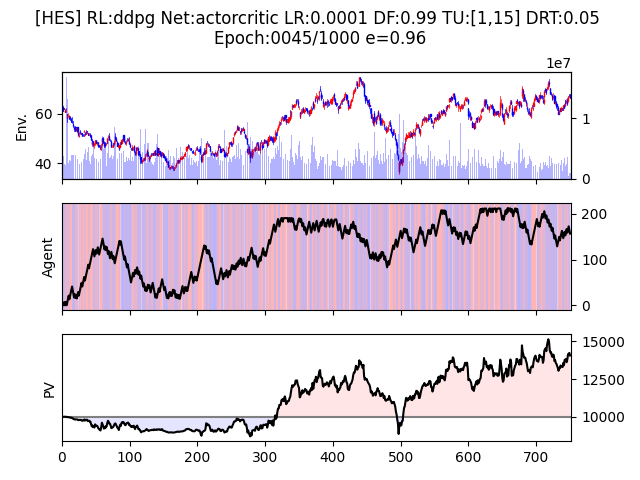 [HES] RL:ddpg Net:actorcritic LR:0.0001 DF:0.99 TU:[1,15] DRT:0.05
Epoch:0045/1000 e=0.96
1e7
Env.
60
40
1
0
Agent
200
100
0
PV
15000
12500
10000
0 100 200 300 400 500 600 700